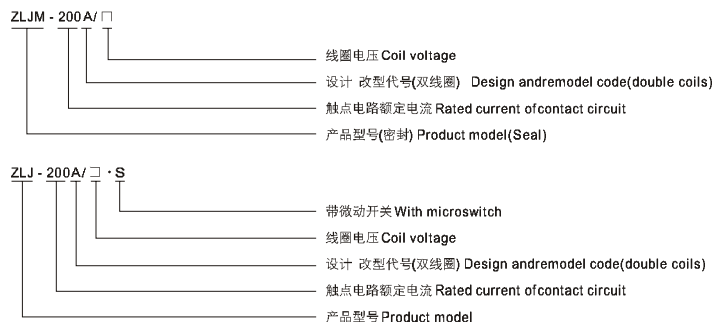 ZLJM - 200A/□
线圈电压 Coil voltage
设计 改型代号(双线圈) Design andremodel code(double coils)
触点电路额定电流 Rated current ofcontact circuit
产品型号(密封) Product model(Seal)
ZLJ - 200A/□ · S
带微动开关 With microswitch
线圈电压 Coil voltage
设计 改型代号(双线圈) Design andremodel code(double coils)
触点电路额定电流 Rated current ofcontact circuit
产品型号 Product model